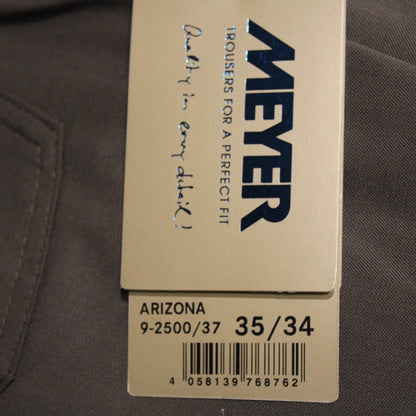 MEYER
TROUSERS FOR A PERFECT FIT
Quality in every detail!
ARIZONA
9-2500/37 35/34
4 058139 768762